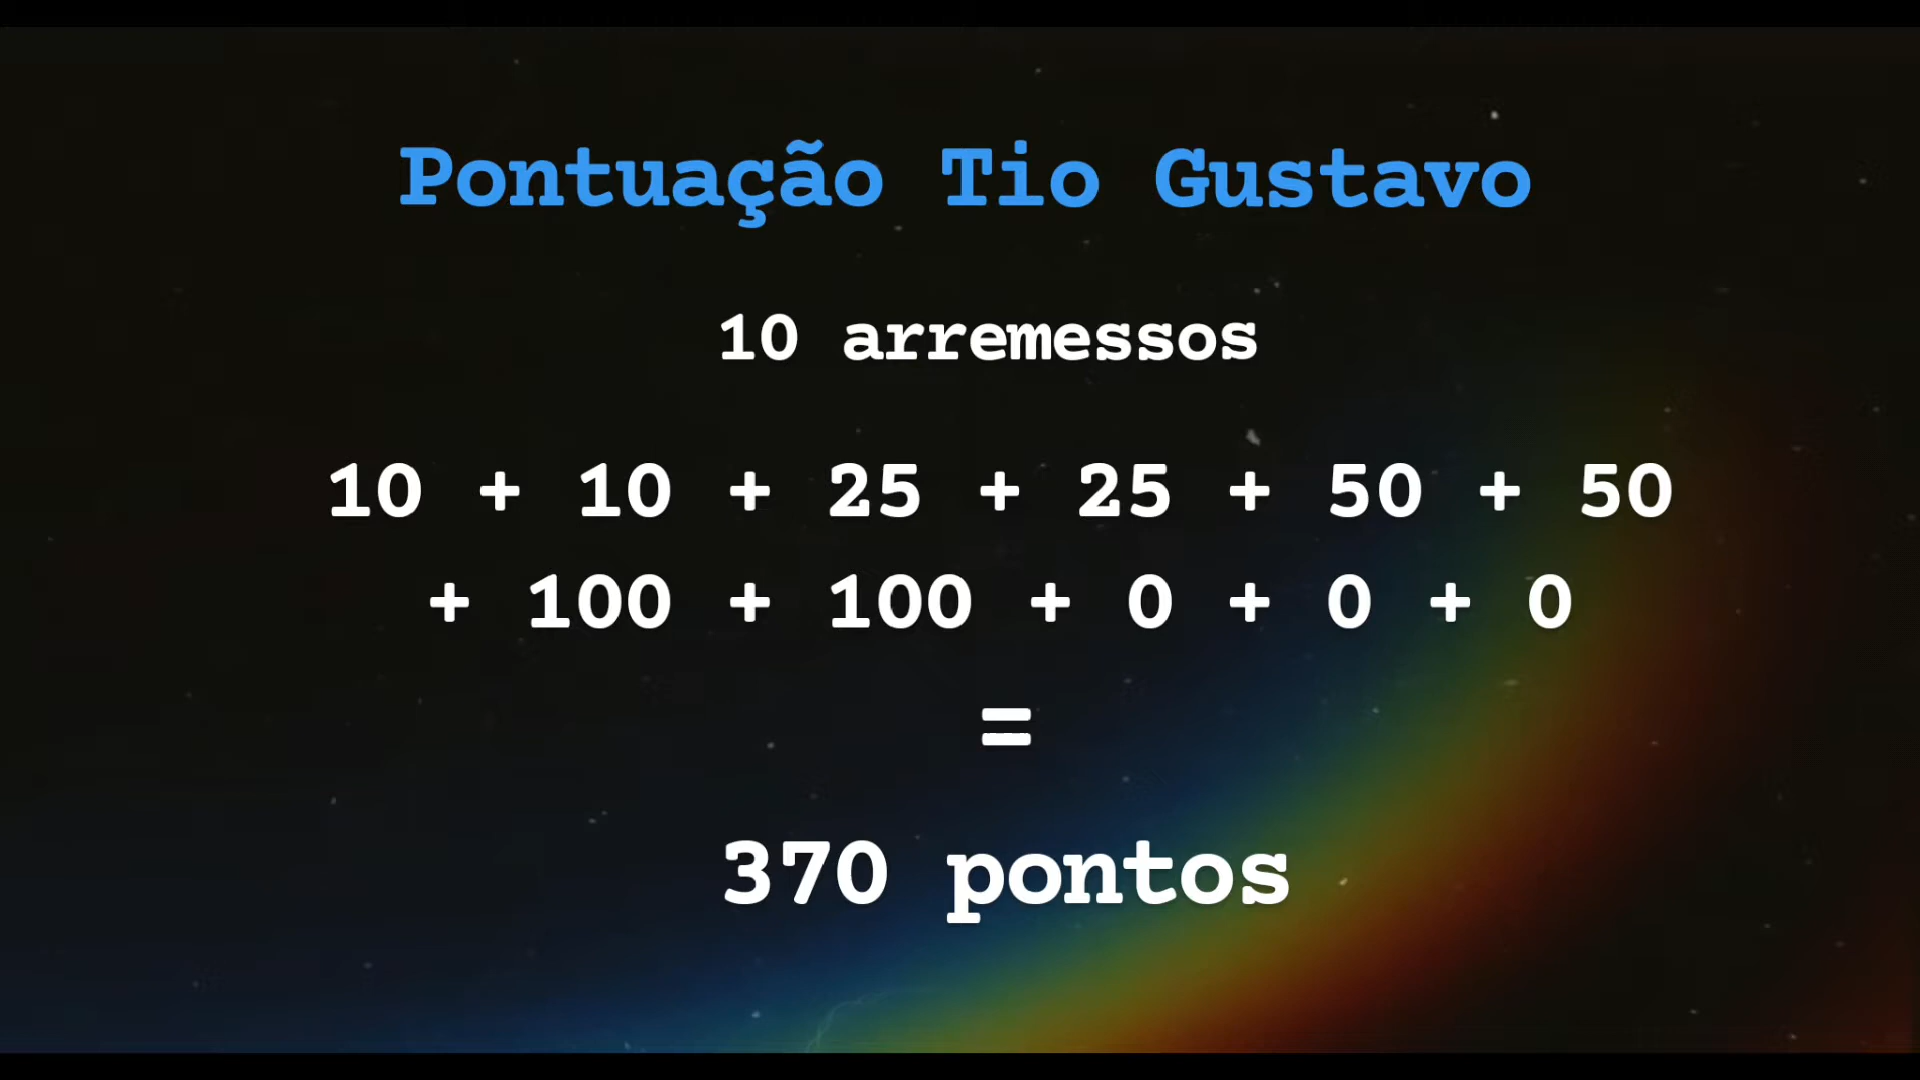 Pontuação Tio Gustavo
10 arremessos
10 + 10 + 25 + 25 + 50 + 50
+ 100 + 100 + 0 + 0 + 0
=
370 pontos